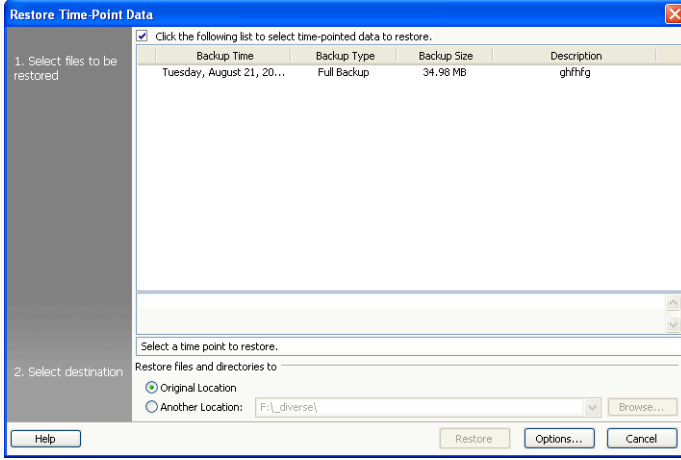 Restore Time-Point Data
Click the following list to select time-pointed data to restore.
1. Select files to be
restored
Backup Time Backup Type Backup Size Description
Tuesday, August 21, 20... Full Backup 34.98 MB ghfhfg
Select a time point to restore.
2. Select destination
Restore files and directories to
Original Location
Another Location: F:\_diverse\ Browse...
Help Restore Options... Cancel